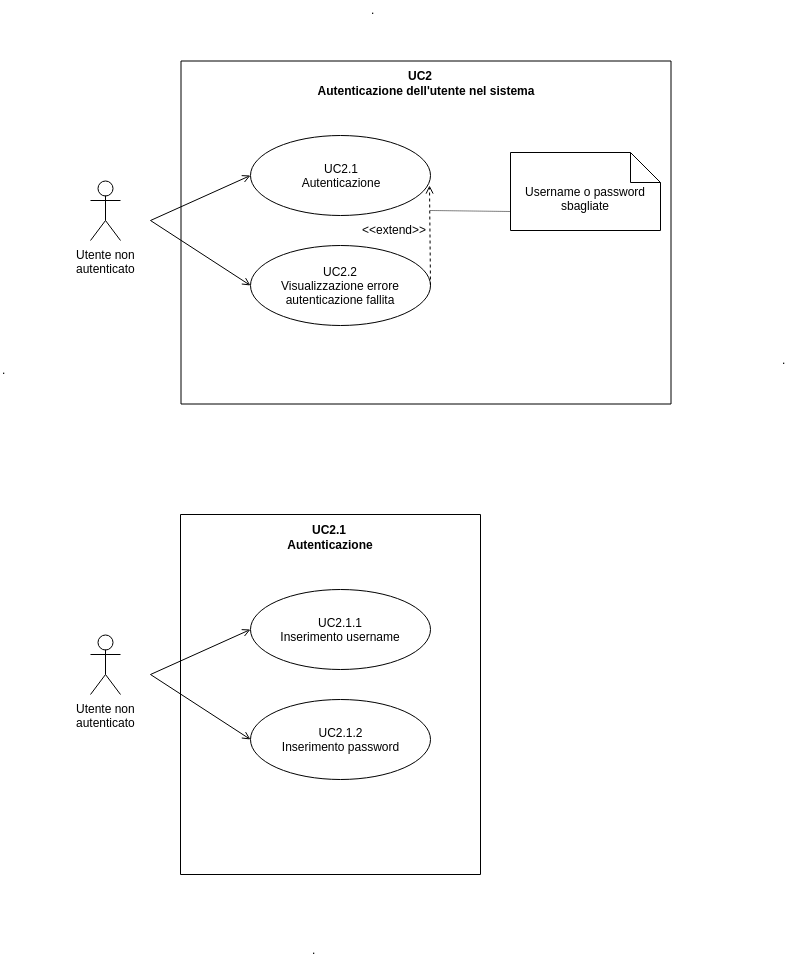 UC2
Autenticazione dell'utente nel sistema
UC2.1
Autenticazione
Username o password
sbagliate
<<extend>>
Utente non
autenticato
UC2.2
Visualizzazione errore
autenticazione fallita
UC2.1
Autenticazione
UC2.1.1
Inserimento username
Utente non
autenticato
UC2.1.2
Inserimento password